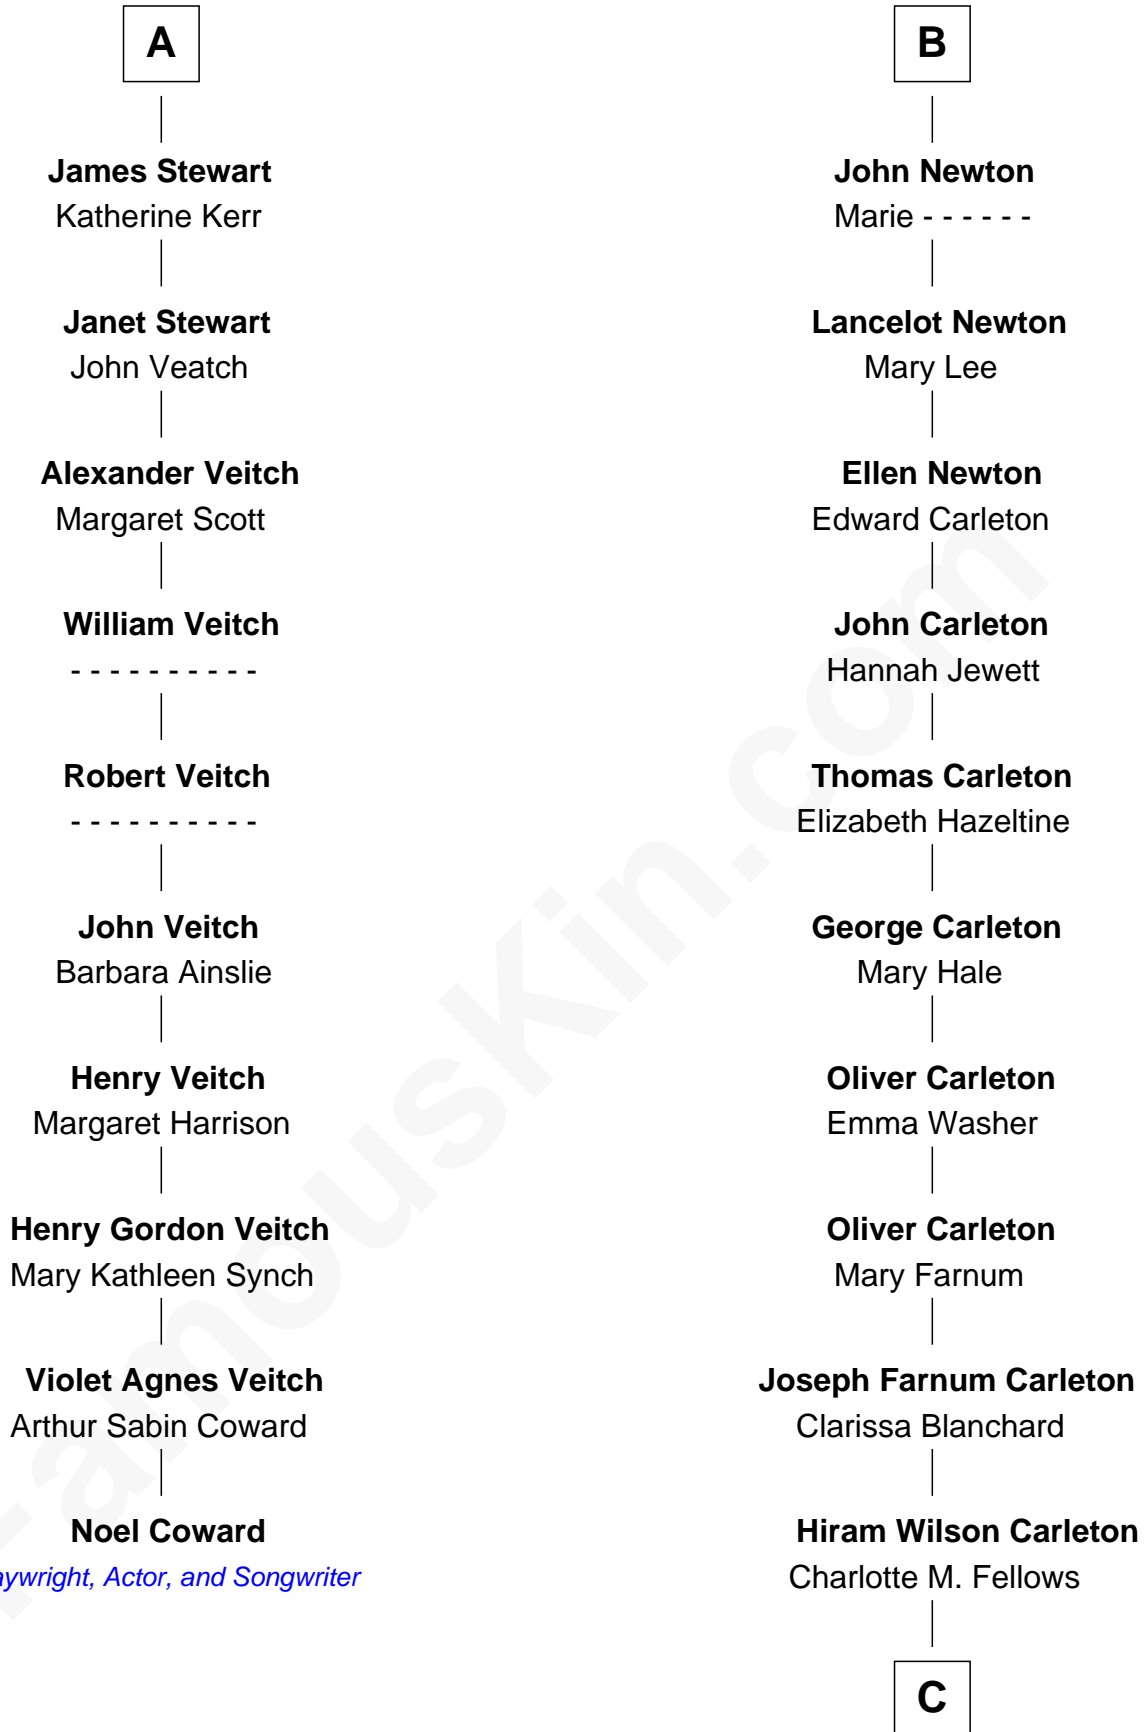 A
James Stewart
Katherine Kerr
Janet Stewart
John Veatch
Alexander Veitch
Margaret Scott
William Veitch
- - - - - - - - - -
Robert Veitch
- - - - - - - - - -
John Veitch
Barbara Ainslie
Henry Veitch
Margaret Harrison
Henry Gordon Veitch
Mary Kathleen Synch
Violet Agnes Veitch
Arthur Sabin Coward
Noel Coward
aywright, Actor, and Songwriter
B
John Newton
Marie - - - - - -
Lancelot Newton
Mary Lee
Ellen Newton
Edward Carleton
John Carleton
Hannah Jewett
Thomas Carleton
Elizabeth Hazeltine
George Carleton
Mary Hale
Oliver Carleton
Emma Washer
Oliver Carleton
Mary Farnum
Joseph Farnum Carleton
Clarissa Blanchard
Hiram Wilson Carleton
Charlotte M. Fellows
C
FamousKin.com